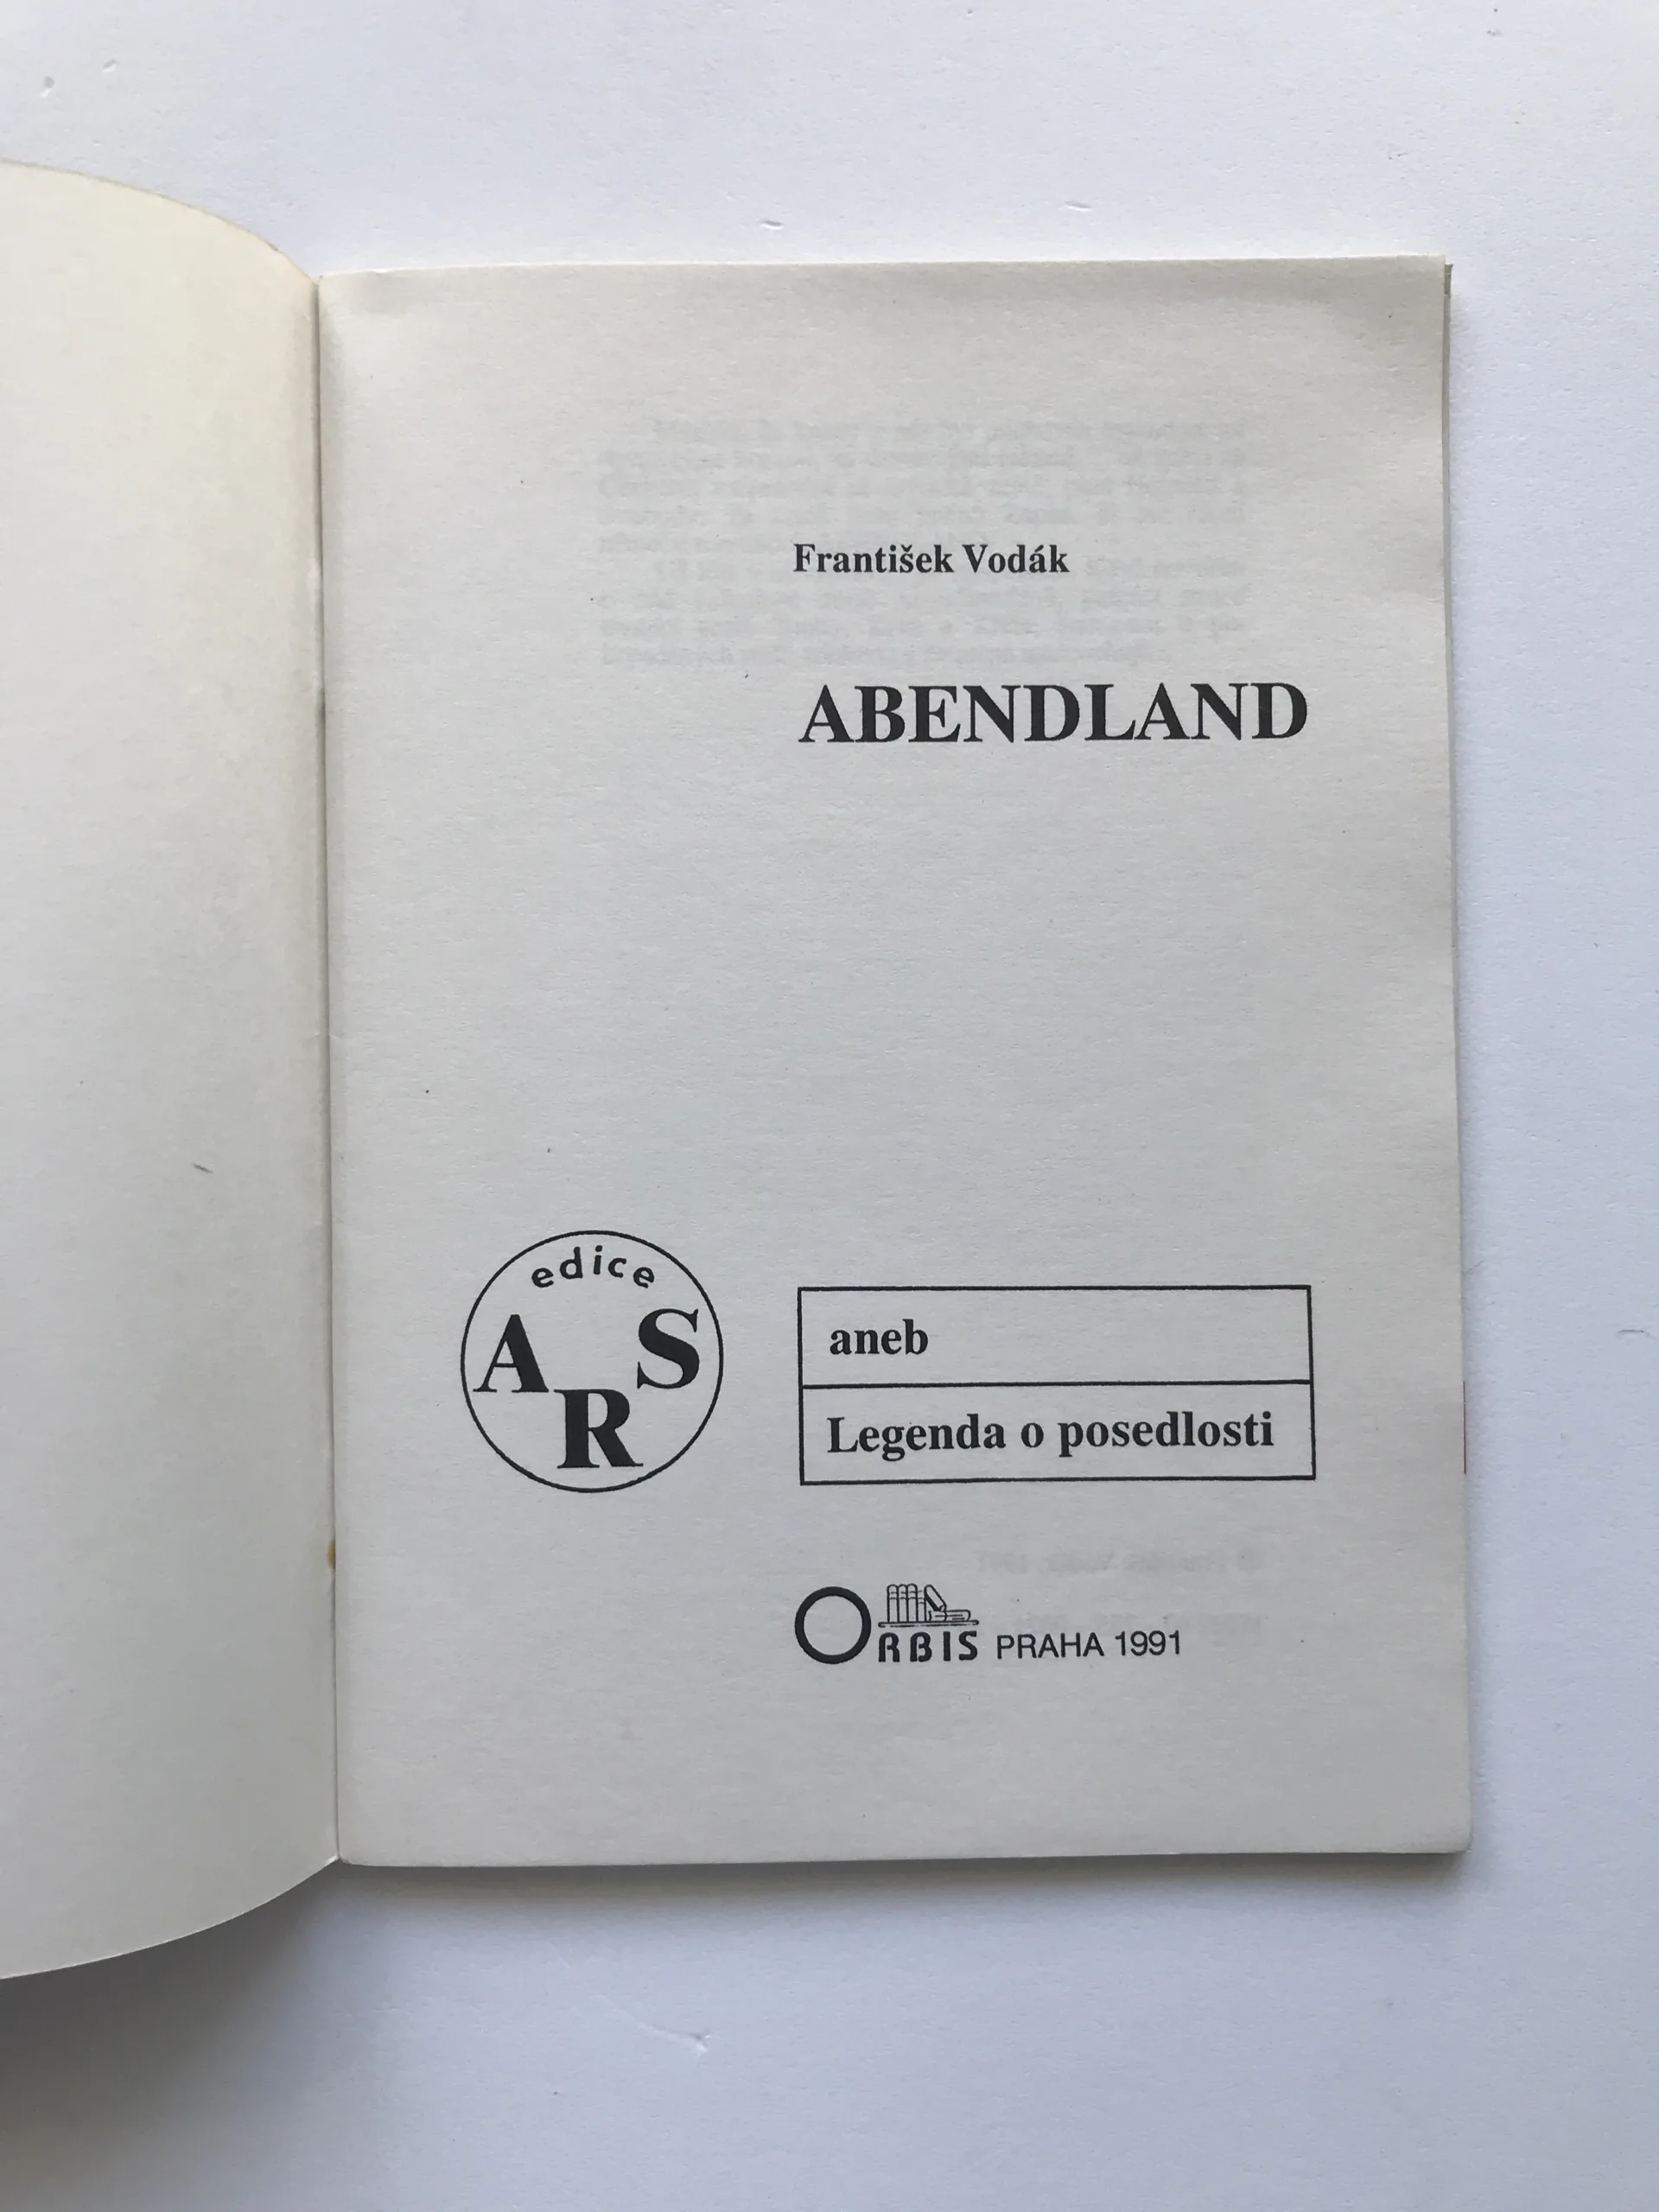 František Vodák
ABENDLAND
edice
ARS
aneb
Legenda o posedlosti
ORBIS PRAHA 1991